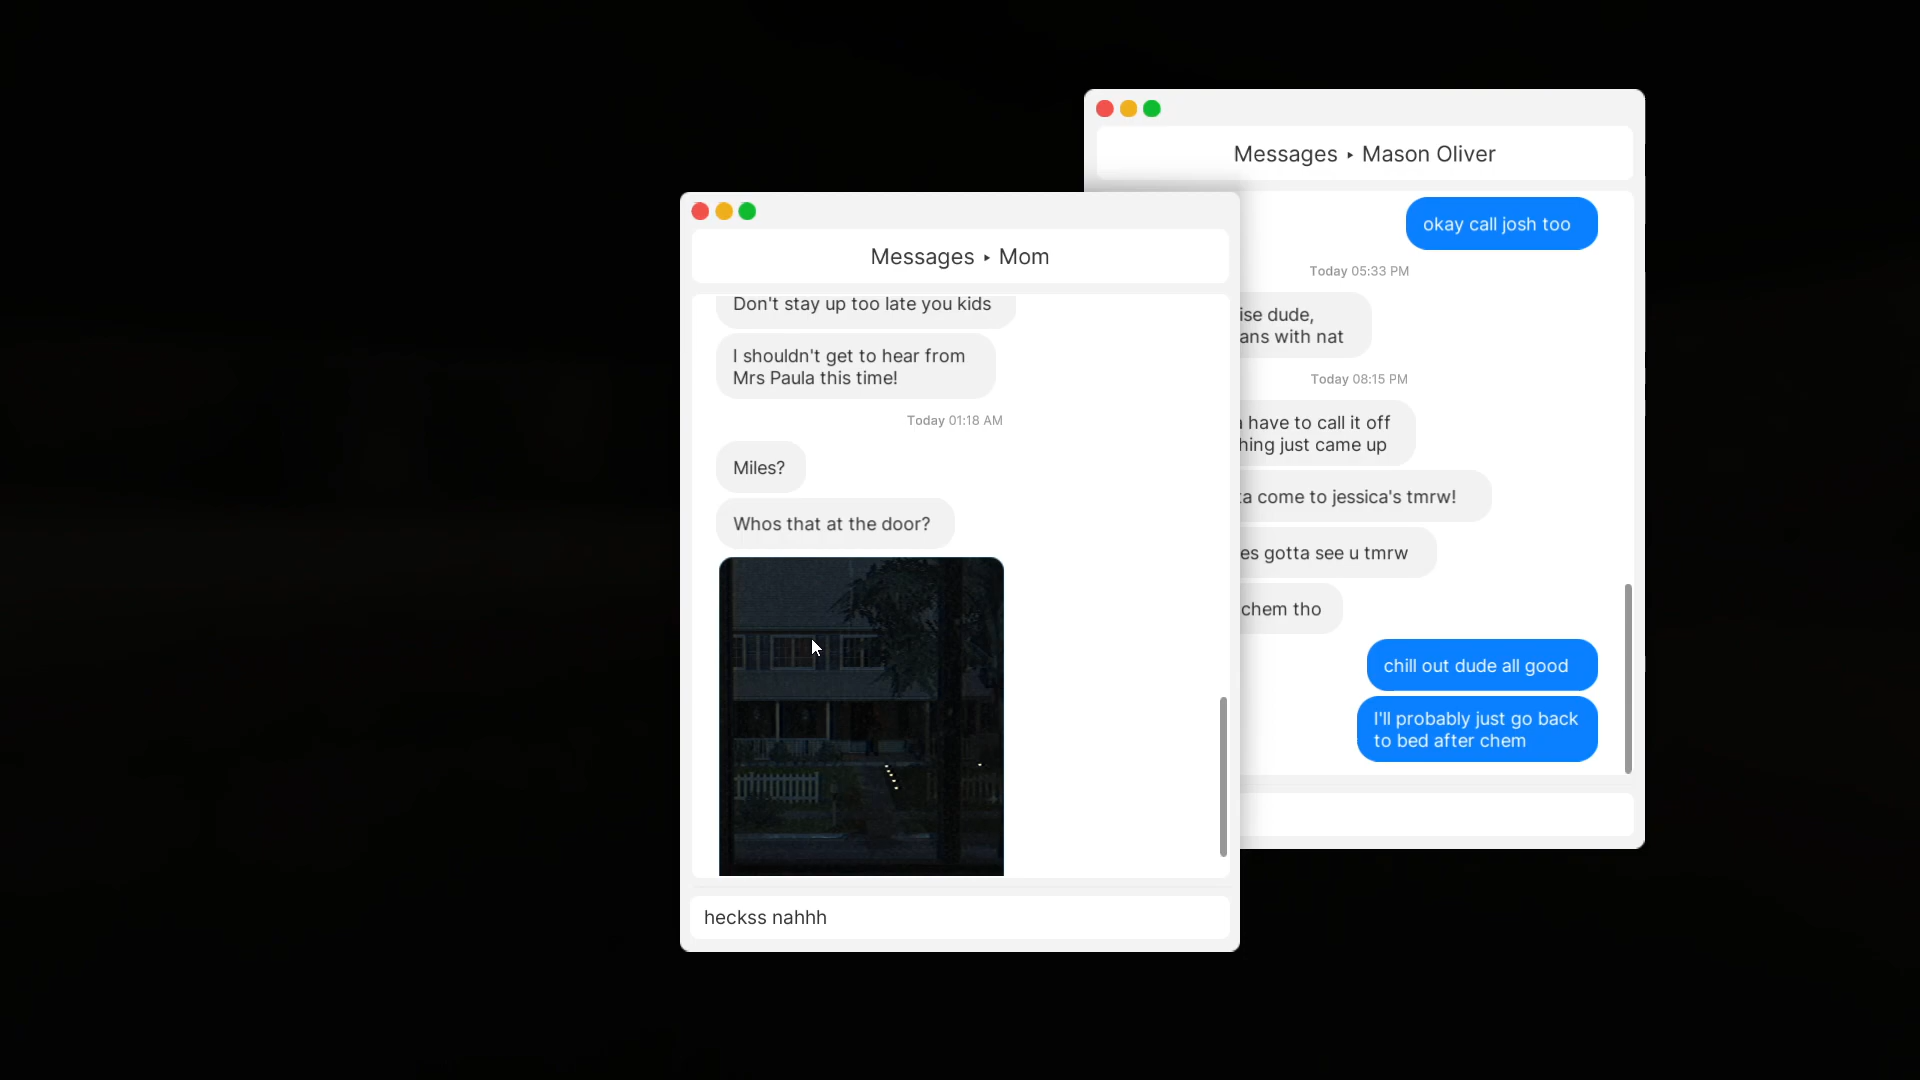 Messages ▸ Mom
Don't stay up too late you kids
I shouldn't get to hear from
Mrs Paula this time!
Today 01:18 AM
Miles?
Whos that at the door?
heckss nahhh
Messages ▸ Mason Oliver
okay call josh too
Today 05:33 PM
dude,
with nat
Today 08:15 PM
have to call it off
just came up
come to jessica's tmrw!
gotta see u tmrw
chem tho
chill out dude all good
I'll probably just go back
to bed after chem